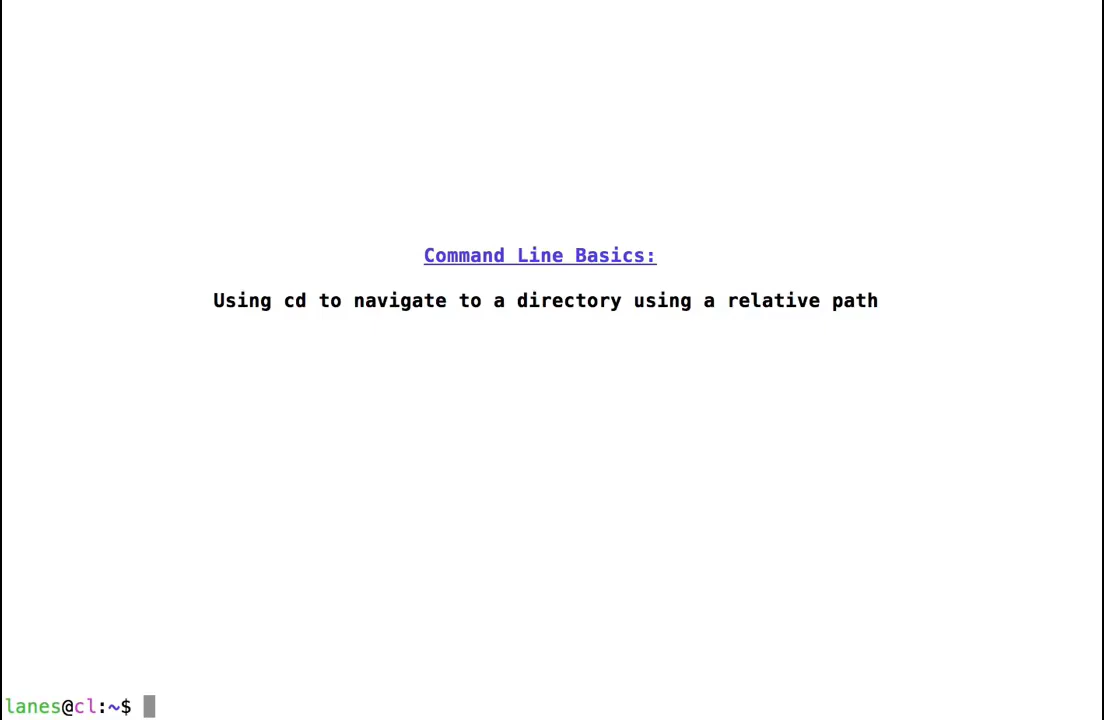 Command Line Basics:
Using cd to navigate to a directory using a relative path
lanes@cl:~$